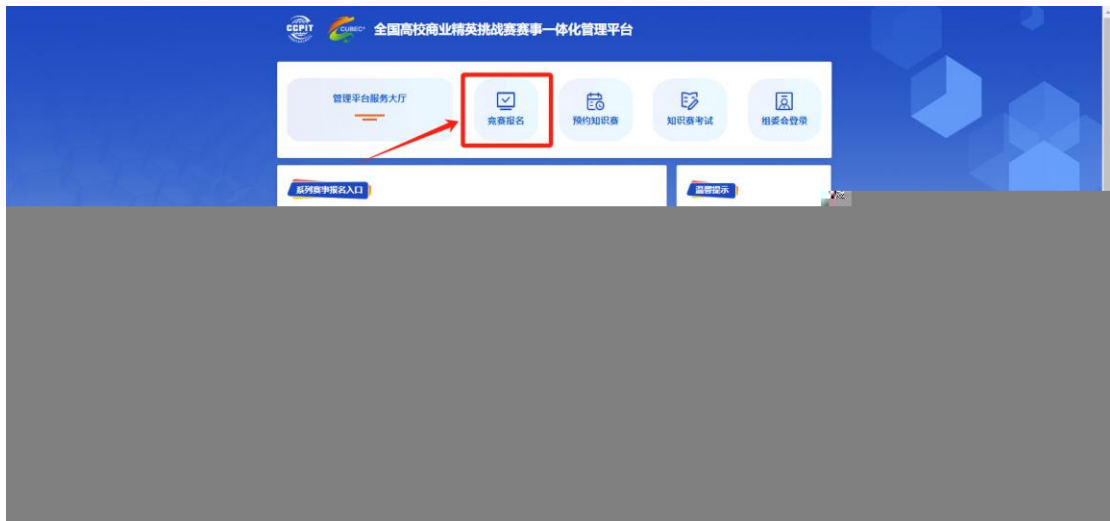 CCPIT CUBEC 全国高校商业精英挑战赛赛事一体化管理平台
管理平台服务大厅
竞赛报名
预约知识赛
知识赛考试
组委会登录
系列赛事报名入口
温馨提示